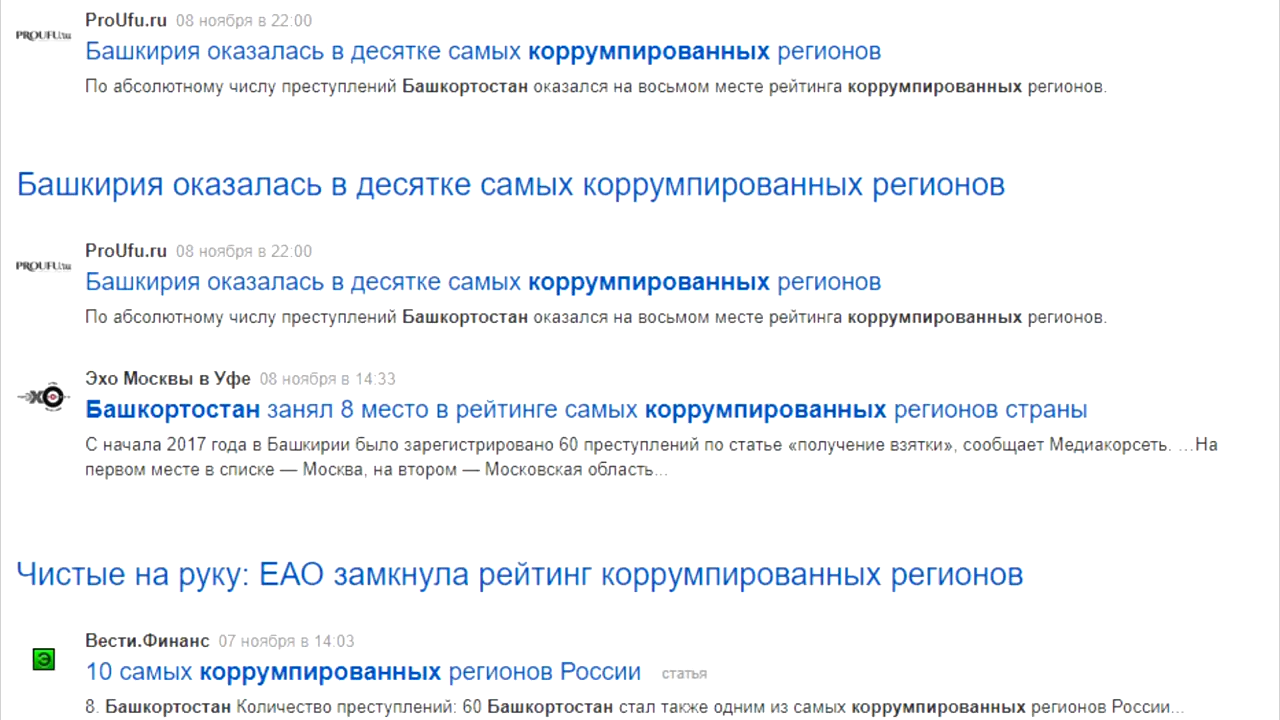 ProUfu.ru 08 ноября в 22:00
PROUFU.ru
Башкирия оказалась в десятке самых коррумпированных регионов
По абсолютному числу преступлений Башкортостан оказался на восьмом месте рейтинга коррумпированных регионов.
Башкирия оказалась в десятке самых коррумпированных регионов
ProUfu.ru 08 ноября в 22:00
PROUFU.ru
Башкирия оказалась в десятке самых коррумпированных регионов
По абсолютному числу преступлений Башкортостан оказался на восьмом месте рейтинга коррумпированных регионов.
Эхо Москвы в Уфе 08 ноября в 14:33
ЭХО
Башкортостан занял 8 место в рейтинге самых коррумпированных регионов страны
С начала 2017 года в Башкирии было зарегистрировано 60 преступлений по статье «получение взятки», сообщает Медиакорсеть. ...На
первом месте в списке — Москва, на втором — Московская область...
Чистые на руку: ЕАО замкнула рейтинг коррумпированных регионов
Вести.Финанс 07 ноября в 14:03
Э
10 самых коррумпированных регионов России статья
8. Башкортостан Количество преступлений: 60 Башкортостан стал также одним из самых коррумпированных регионов России...